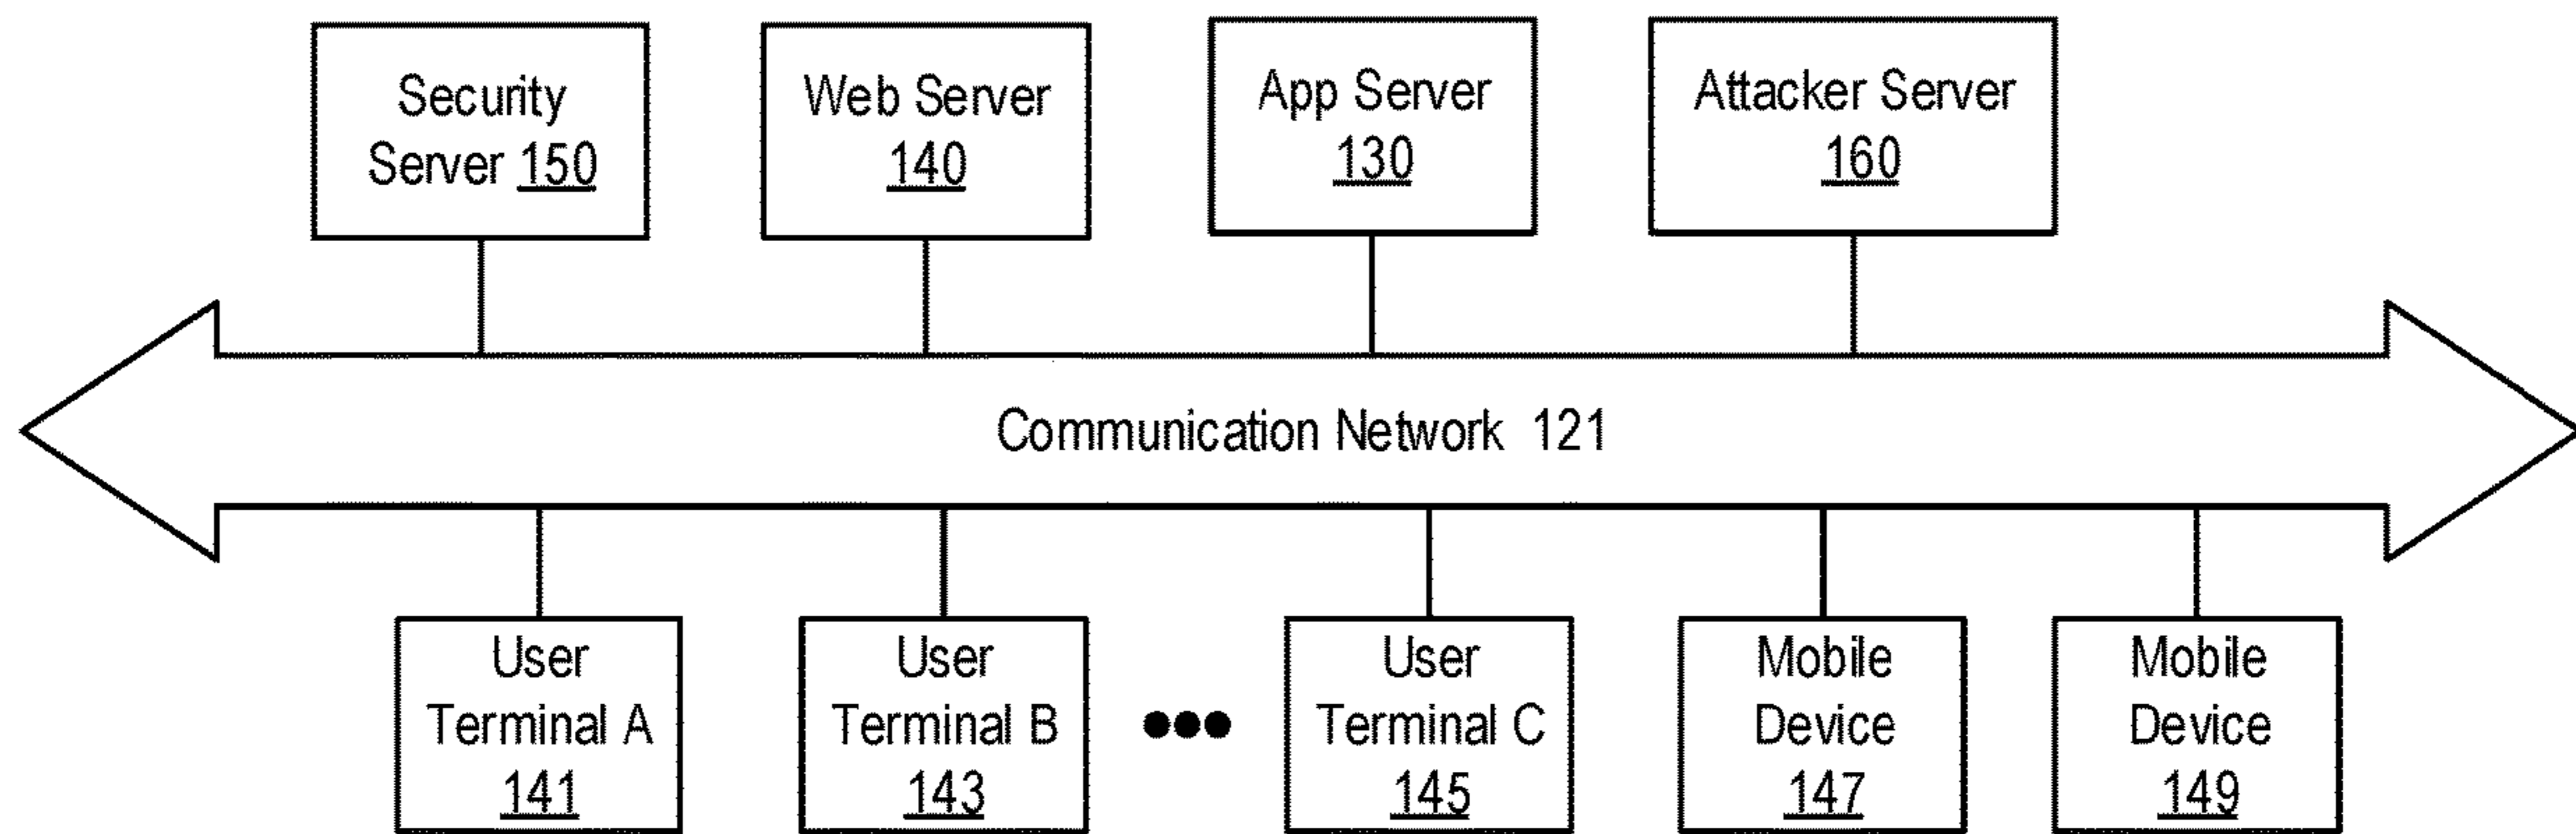 Security
Server 150
Web Server
140
App Server
130
Attacker Server
160
Communication Network 121
User
Terminal A
141
User
Terminal B
143
User
Terminal C
145
Mobile
Device
147
Mobile
Device
149